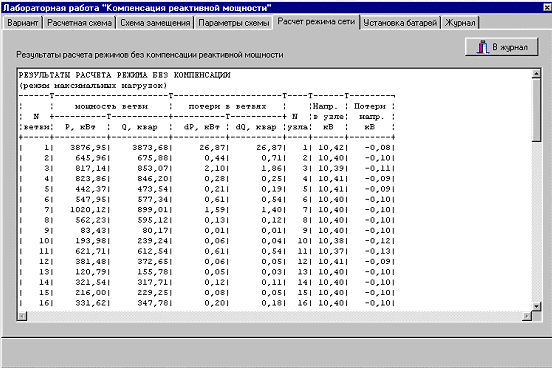 Лабораторная работа "Компенсация реактивной мощности"
Вариант Расчетная схема Схема замещения Параметры схемы Расчет режима сети Установка батарей Журнал
В журнал
Результаты расчета режимов без компенсации реактивной мощности
РЕЗУЛЬТАТЫ РАСЧЕТА РЕЖИМА БЕЗ КОМПЕНСАЦИИ
(режим максимальных нагрузок)
мощность ветви потери в ветвях Напр. Потери
N N в узле напр.
ветви P, кВт Q, квар dP, кВт dQ, квар узла кВ кВ
1| 3876,95| 3873,68| 26,87| 26,87| 1| 10,42| -0,08|
2| 645,96| 675,88| 0,44| 0,71| 2| 10,40| -0,10|
3| 817,14| 853,07| 2,10| 1,86| 3| 10,39| -0,11|
4| 823,86| 846,20| 0,28| 0,25| 4| 10,41| -0,09|
5| 442,37| 473,54| 0,21| 0,19| 5| 10,41| -0,09|
6| 547,95| 577,34| 0,61| 0,54| 6| 10,40| -0,10|
7| 1020,12| 899,01| 1,59| 1,40| 7| 10,40| -0,10|
8| 562,23| 595,12| 0,13| 0,12| 8| 10,40| -0,10|
9| 83,43| 80,17| 0,01| 0,01| 9| 10,40| -0,10|
10| 193,98| 239,24| 0,06| 0,04| 10| 10,38| -0,12|
11| 621,71| 612,54| 0,61| 0,54| 11| 10,37| -0,13|
12| 381,48| 372,65| 0,06| 0,05| 12| 10,41| -0,09|
13| 120,79| 155,78| 0,05| 0,03| 13| 10,40| -0,10|
14| 321,54| 317,71| 0,12| 0,11| 14| 10,40| -0,10|
15| 216,00| 229,25| 0,08| 0,05| 15| 10,40| -0,10|
16| 331,62| 347,78| 0,20| 0,18| 16| 10,40| -0,10|